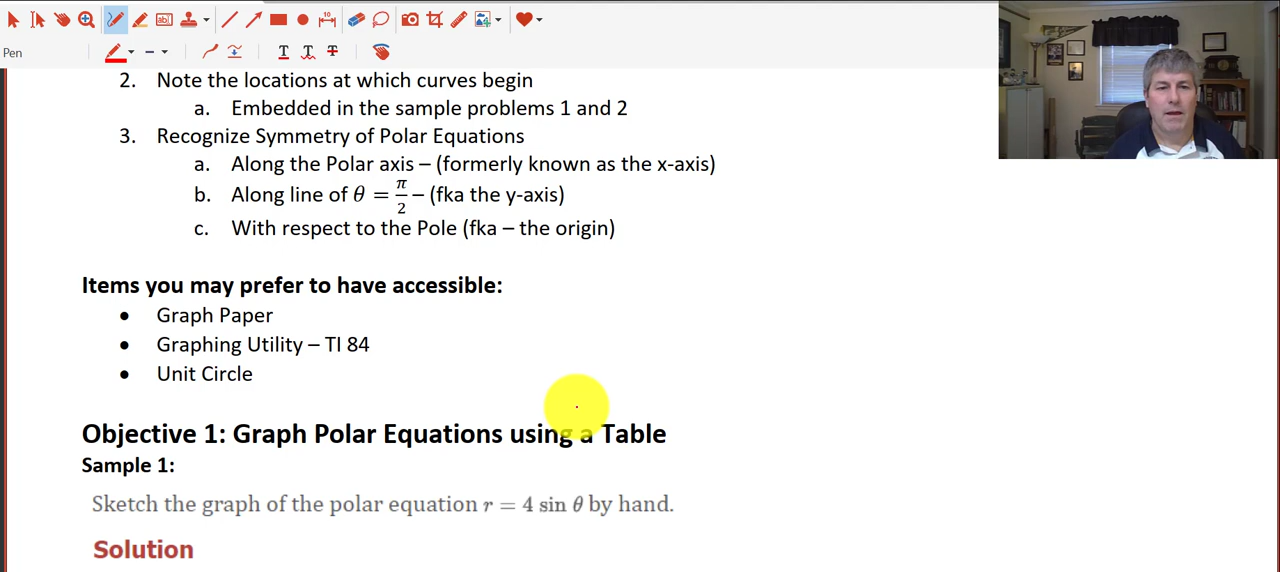 ab|
10
Pen
T T T
2. Note the locations at which curves begin
a. Embedded in the sample problems 1 and 2
3. Recognize Symmetry of Polar Equations
a. Along the Polar axis – (formerly known as the x-axis)
b. Along line of θ = π/2 – (fka the y-axis)
c. With respect to the Pole (fka – the origin)
Items you may prefer to have accessible:
• Graph Paper
• Graphing Utility – TI 84
• Unit Circle
Objective 1: Graph Polar Equations using a Table
Sample 1:
Sketch the graph of the polar equation r = 4 sin θ by hand.
Solution